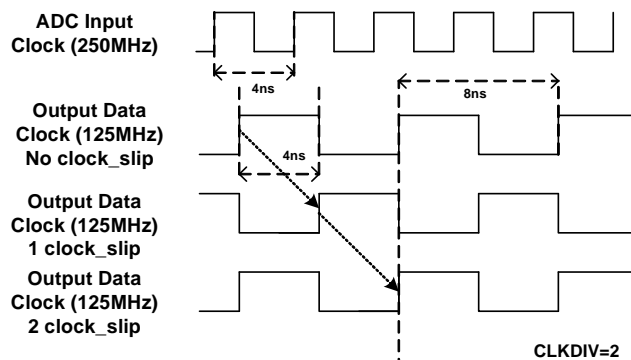 ADC Input
Clock (250MHz)
4ns
8ns
Output Data
Clock (125MHz)
No clock_slip
4ns
Output Data
Clock (125MHz)
1 clock_slip
Output Data
Clock (125MHz)
2 clock_slip
CLKDIV=2